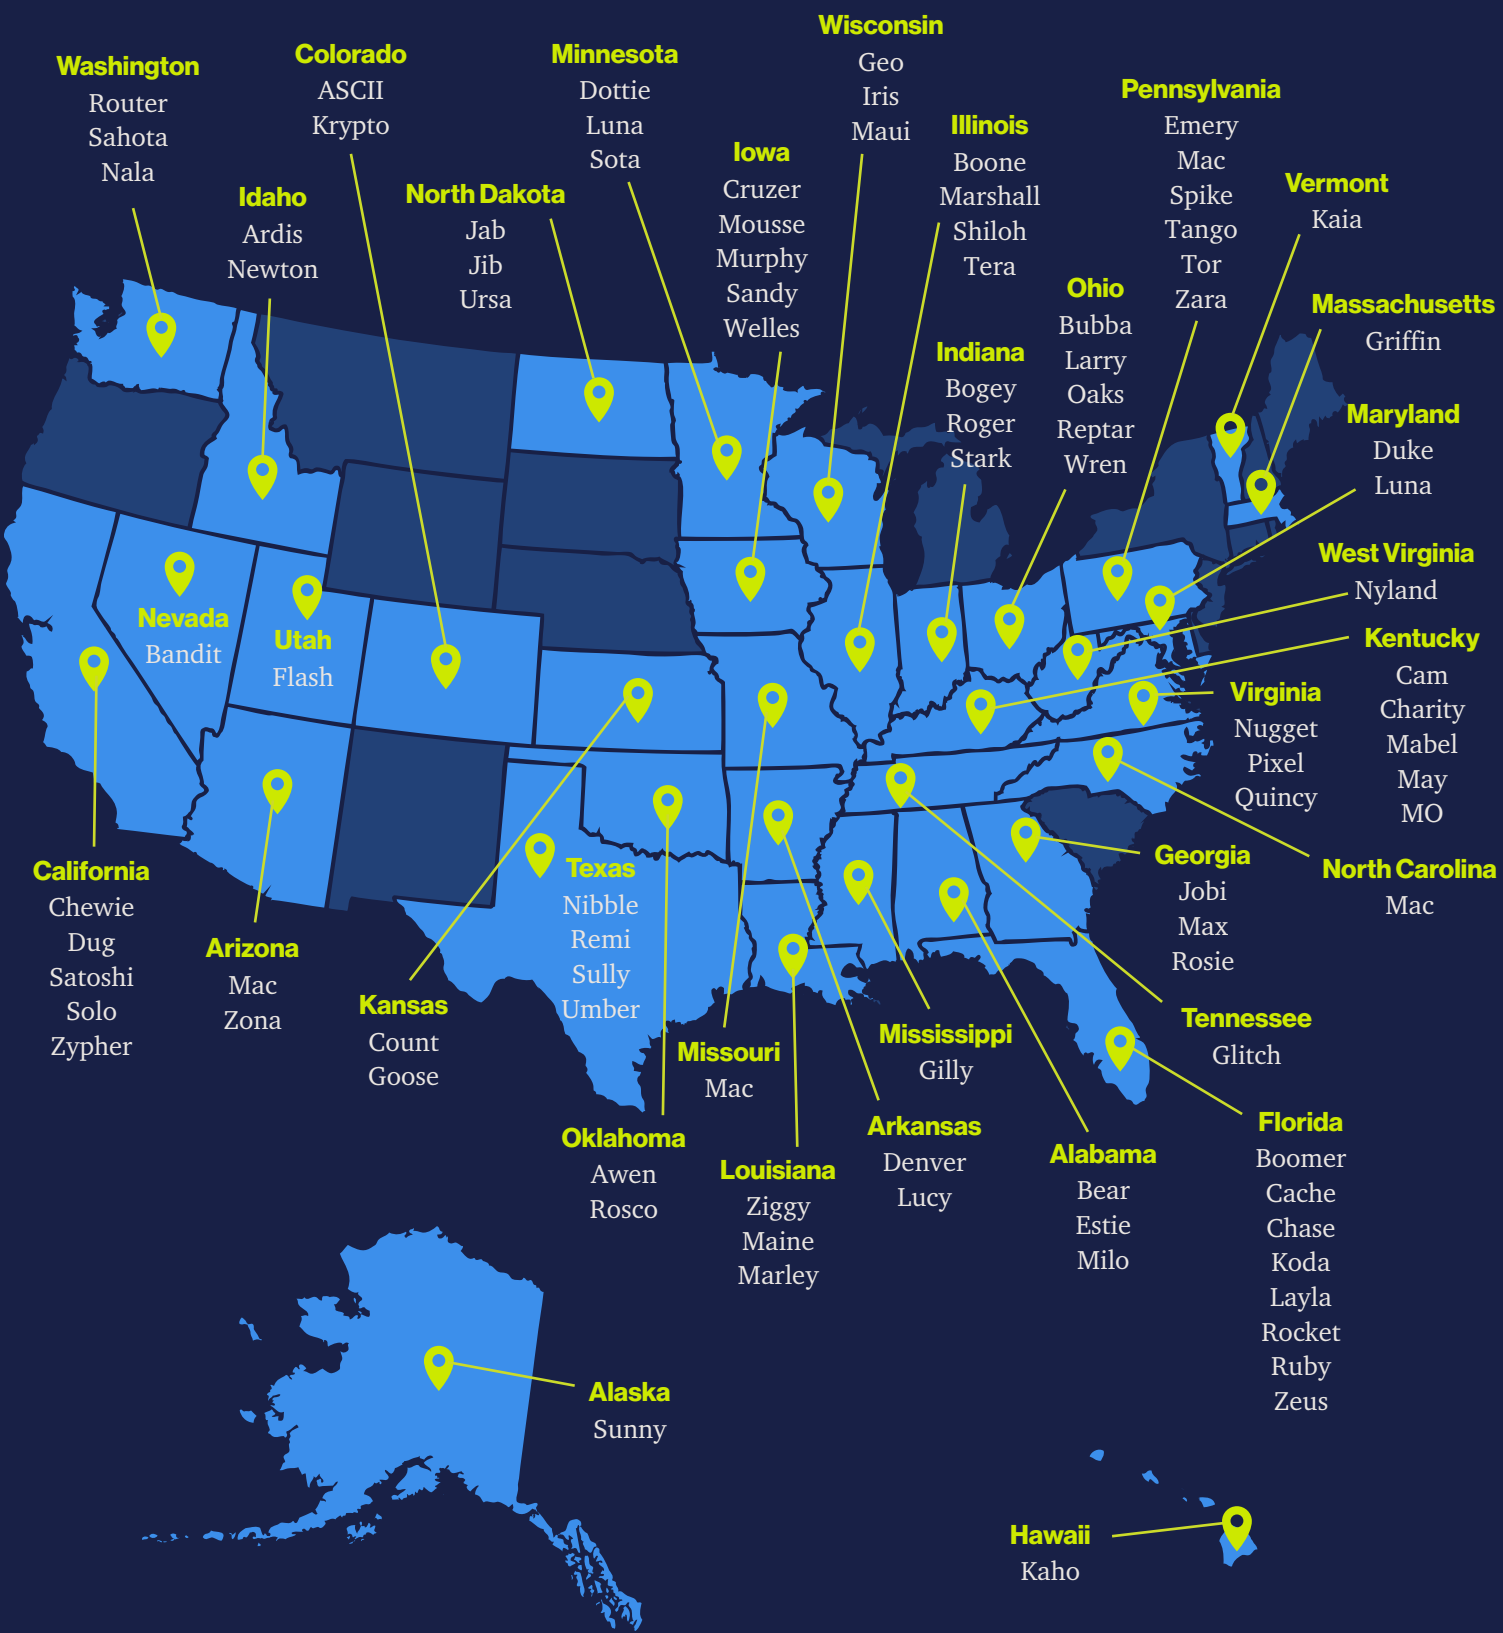 Washington
Router
Sahota
Nala
Colorado
ASCII
Krypto
Minnesota
Dottie
Luna
Sota
Wisconsin
Geo
Iris
Maui
Pennsylvania
Emery
Mac
Spike
Tango
Tor
Zara
Idaho
Ardis
Newton
North Dakota
Jab
Jib
Ursa
Iowa
Cruzer
Mousse
Murphy
Sandy
Welles
Illinois
Boone
Marshall
Shiloh
Tera
Vermont
Kaia
Indiana
Bogey
Roger
Stark
Ohio
Bubba
Larry
Oaks
Reptar
Wren
Massachusetts
Griffin
Maryland
Duke
Luna
West Virginia
Nyland
Nevada
Bandit
Utah
Flash
Kentucky
Cam
Charity
Mabel
May
MO
Virginia
Nugget
Pixel
Quincy
California
Chewie
Dug
Satoshi
Solo
Zypher
Arizona
Mac
Zona
Kansas
Count
Goose
Texas
Nibble
Remi
Sully
Umber
Georgia
Jobi
Max
Rosie
North Carolina
Mac
Missouri
Mac
Mississippi
Gilly
Tennessee
Glitch
Oklahoma
Awen
Rosco
Louisiana
Ziggy
Maine
Marley
Arkansas
Denver
Lucy
Alabama
Bear
Estie
Milo
Florida
Boomer
Cache
Chase
Koda
Layla
Rocket
Ruby
Zeus
Alaska
Sunny
Hawaii
Kaho